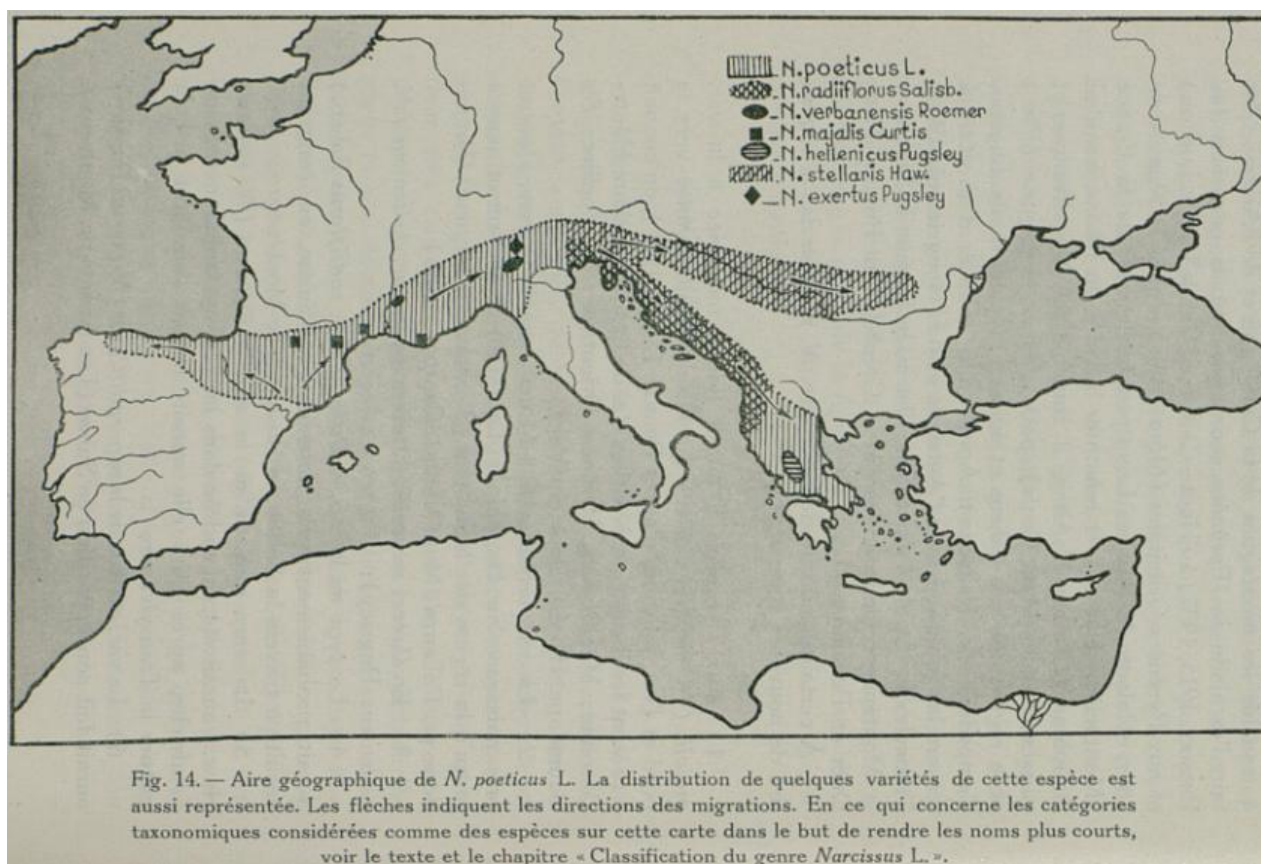 N. poeticus L.
N. radiiflorus Salisb.
N. verbanensis Roemer
N. majalis Curtis
N. hellenicus Pugsley
N. stellaris Haw.
N. exertus Pugsley
Fig. 14. — Aire géographique de N. poeticus L. La distribution de quelques variétés de cette espèce est
aussi représentée. Les flèches indiquent les directions des migrations. En ce qui concerne les catégories
taxonomiques considérées comme des espèces sur cette carte dans le but de rendre les noms plus courts,
voir le texte et le chapitre « Classification du genre Narcissus L. ».